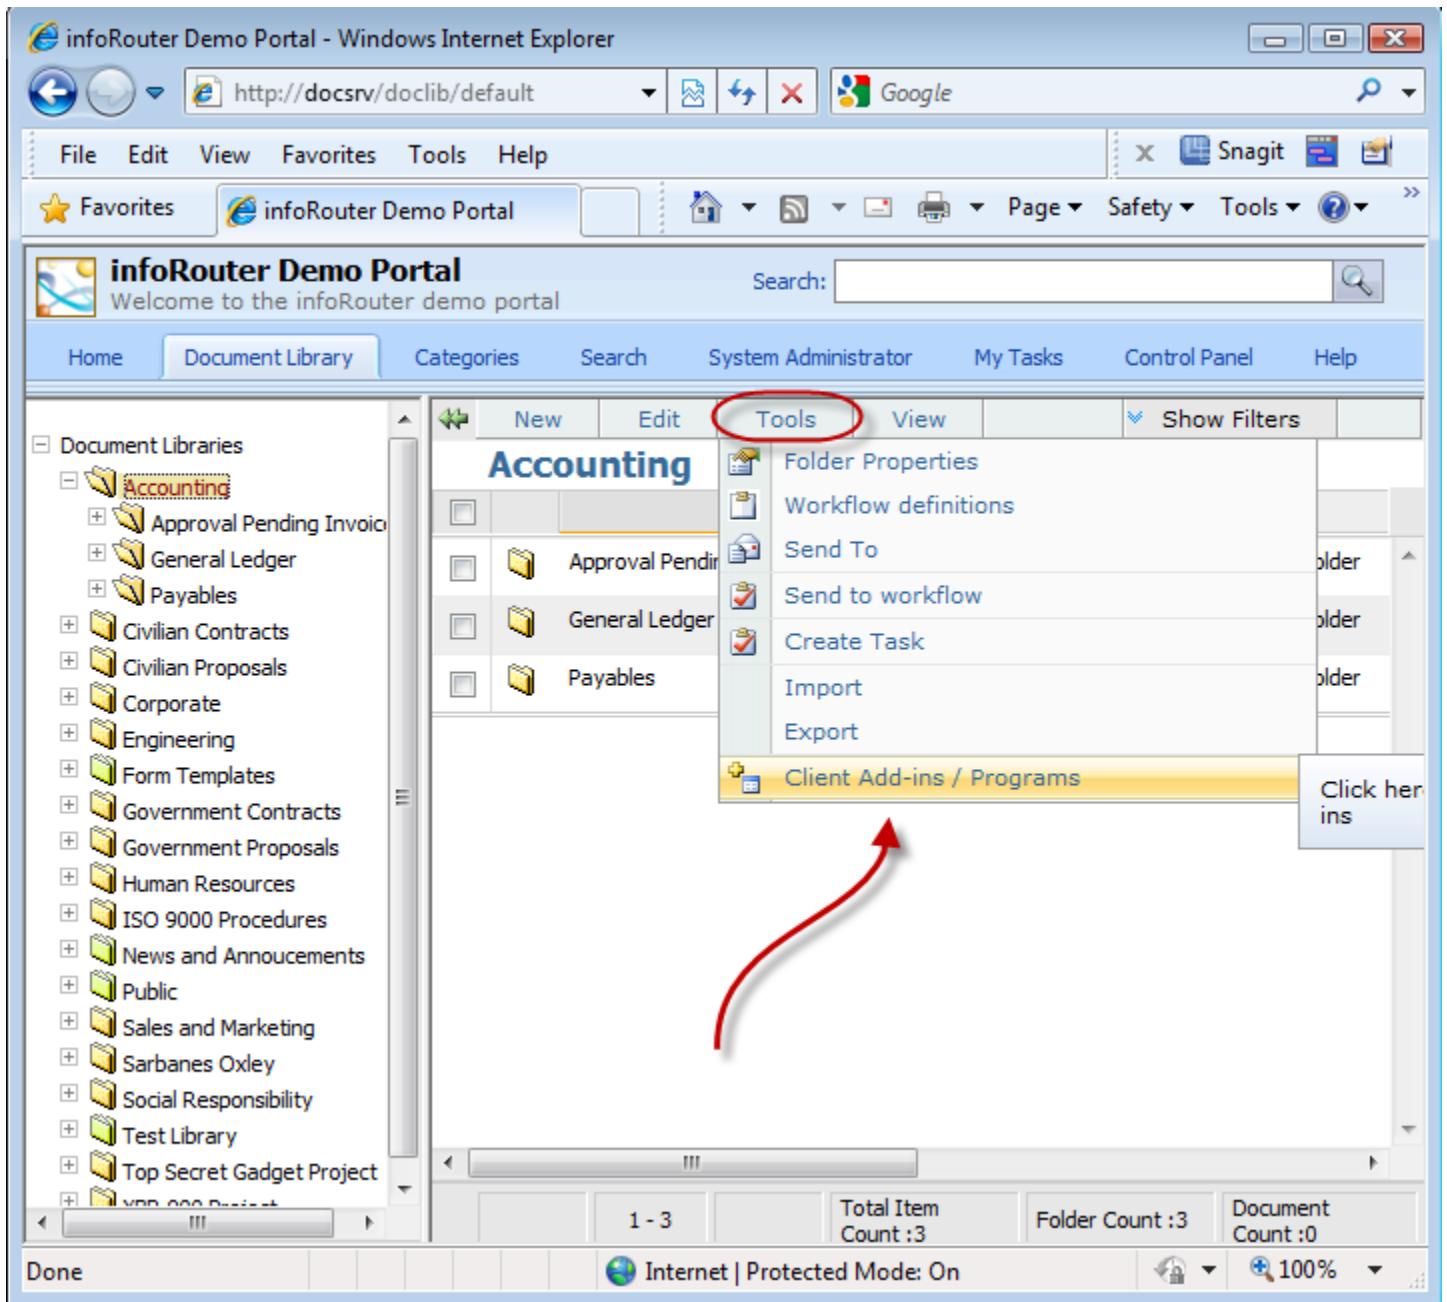 infoRouter Demo Portal - Windows Internet Explorer
http://docsrv/doclib/default
Google
File Edit View Favorites Tools Help
x Snagit
Favorites infoRouter Demo Portal Page Safety Tools
infoRouter Demo Portal
Welcome to the infoRouter demo portal
Search:
Home Document Library Categories Search System Administrator My Tasks Control Panel Help
New Edit Tools View Show Filters
Document Libraries
Accounting
Approval Pending Invoic
General Ledger
Payables
Civilian Contracts
Civilian Proposals
Corporate
Engineering
Form Templates
Government Contracts
Government Proposals
Human Resources
ISO 9000 Procedures
News and Annoucements
Public
Sales and Marketing
Sarbanes Oxley
Social Responsibility
Test Library
Top Secret Gadget Project
Accounting
Approval Pendin
older
General Ledger
older
Payables
older
Folder Properties
Workflow definitions
Send To
Send to workflow
Create Task
Import
Export
Client Add-ins / Programs
Click her
ins
1 - 3
Total Item
Count :3
Folder Count :3
Document
Count :0
Done
Internet | Protected Mode: On
100%